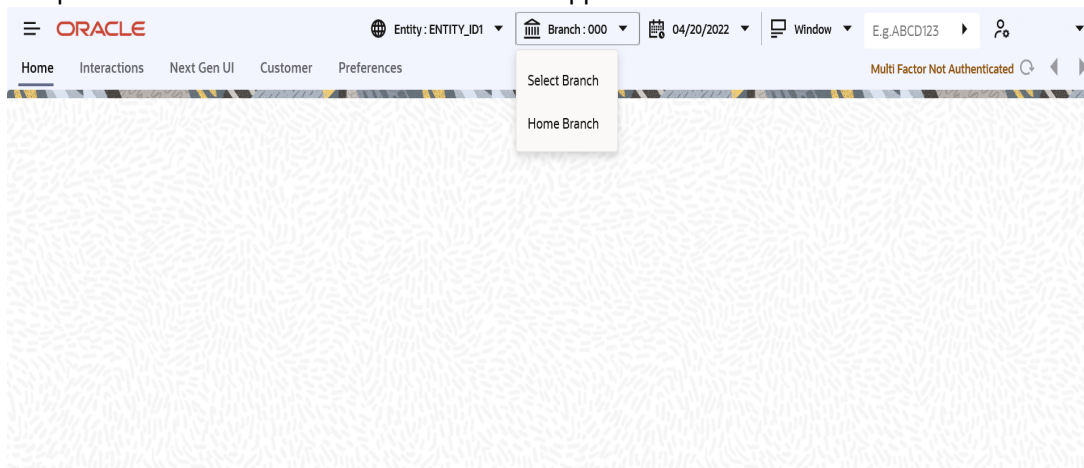 ORACLE
Entity : ENTITY_ID1
Branch : 000
04/20/2022
Window
E.g.ABCD123
Home Interactions Next Gen UI Customer Preferences
Multi Factor Not Authenticated
Select Branch
Home Branch